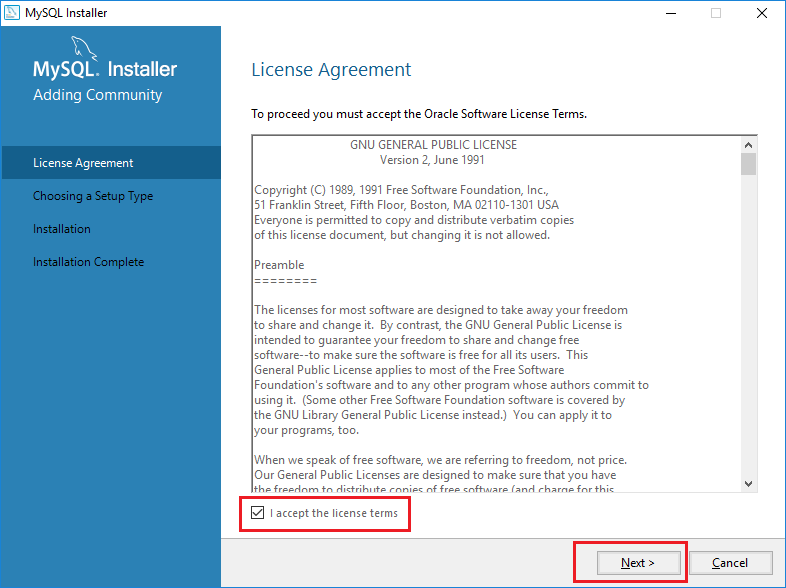 MySQL Installer
MySQL. Installer
Adding Community
License Agreement
Choosing a Setup Type
Installation
Installation Complete
License Agreement
To proceed you must accept the Oracle Software License Terms.
GNU GENERAL PUBLIC LICENSE
Version 2, June 1991
Copyright (C) 1989, 1991 Free Software Foundation, Inc.,
51 Franklin Street, Fifth Floor, Boston, MA 02110-1301 USA
Everyone is permitted to copy and distribute verbatim copies
of this license document, but changing it is not allowed.
Preamble
========
The licenses for most software are designed to take away your freedom
to share and change it.  By contrast, the GNU General Public License is
intended to guarantee your freedom to share and change free
software--to make sure the software is free for all its users.  This
General Public License applies to most of the Free Software
Foundation's software and to any other program whose authors commit to
using it.  (Some other Free Software Foundation software is covered by
the GNU Library General Public License instead.)  You can apply it to
your programs, too.
When we speak of free software, we are referring to freedom, not price.
Our General Public Licenses are designed to make sure that you have
the freedom to distribute copies of free software (and charge for this
I accept the license terms
Next >
Cancel